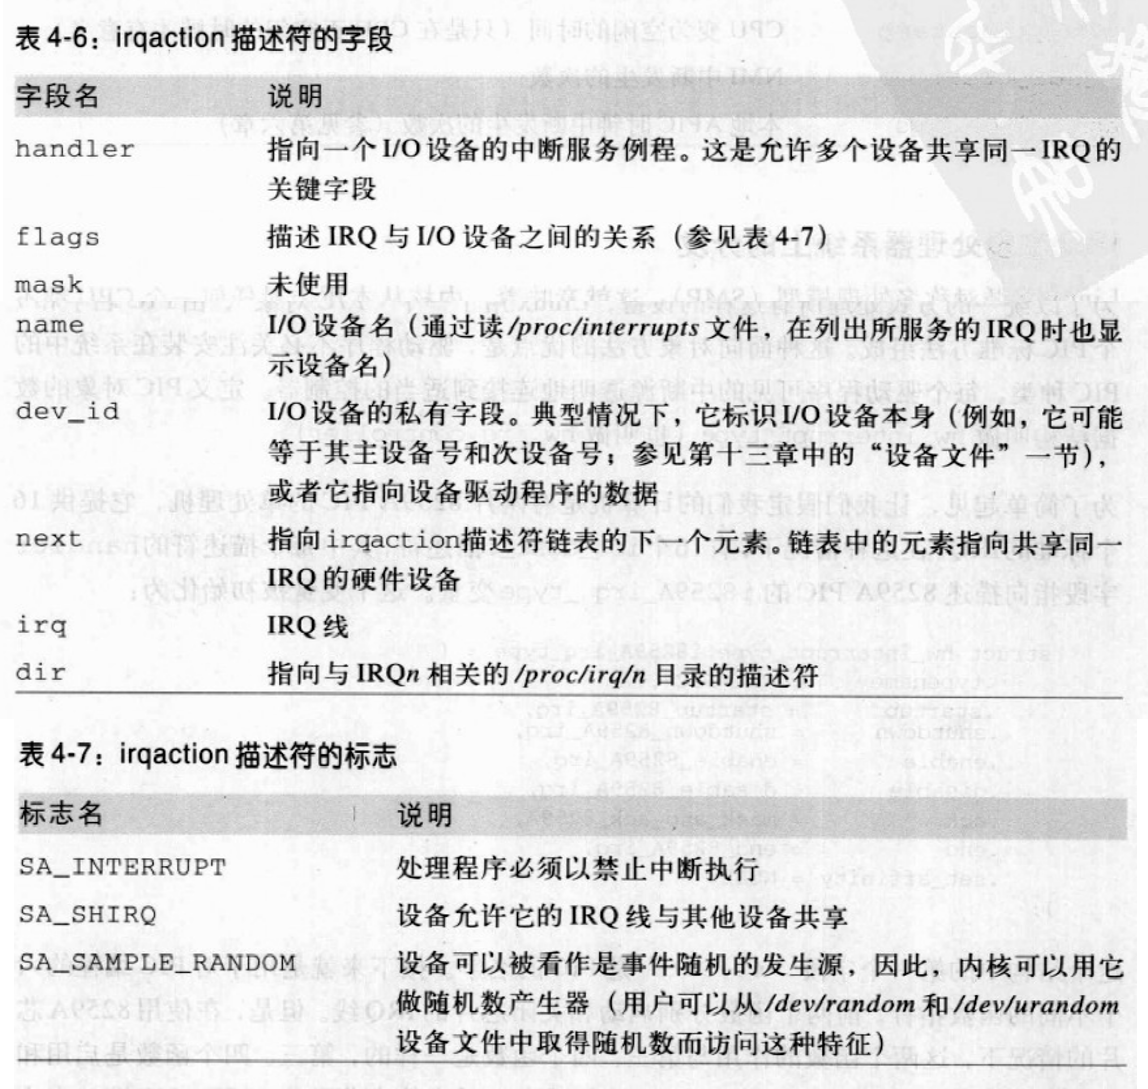 表 4-6：irqaction 描述符的字段
字段名 说明
handler 指向一个 I/O 设备的中断服务例程。这是允许多个设备共享同一 IRQ 的
关键字段
flags 描述 IRQ 与 I/O 设备之间的关系（参见表 4-7）
mask 未使用
name I/O 设备名（通过读 /proc/interrupts 文件，在列出所服务的 IRQ 时也显
示设备名）
dev_id I/O 设备的私有字段。典型情况下，它标识 I/O 设备本身（例如，它可能
等于其主设备号和次设备号；参见第十三章中的“设备文件”一节），
或者它指向设备驱动程序的数据
next 指向 irqaction 描述符链表的下一个元素。链表中的元素指向共享同一
IRQ 的硬件设备
irq IRQ 线
dir 指向与 IRQn 相关的 /proc/irq/n 目录的描述符
表 4-7：irqaction 描述符的标志
标志名 说明
SA_INTERRUPT 处理程序必须以禁止中断执行
SA_SHIRQ 设备允许它的 IRQ 线与其他设备共享
SA_SAMPLE_RANDOM 设备可以被看作是事件随机的发生源，因此，内核可以用它
做随机数产生器（用户可以从 /dev/random 和 /dev/urandom
设备文件中取得随机数而访问这种特征）